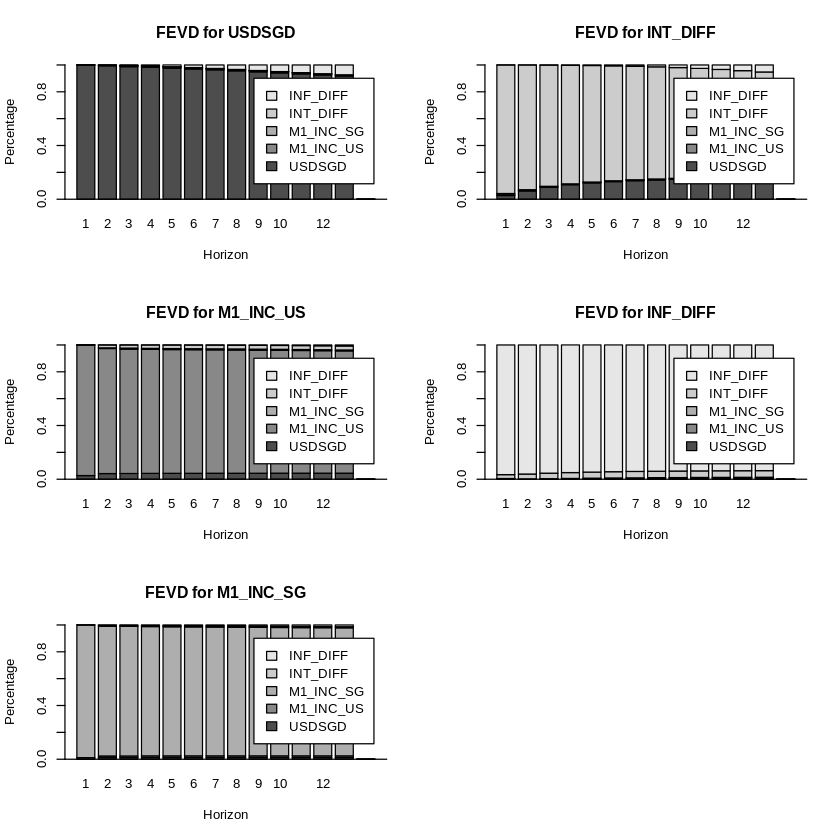 FEVD for USDSGD
Percentage
0.0 0.4 0.8
INF_DIFF
INT_DIFF
M1_INC_SG
M1_INC_US
USDSGD
1 2 3 4 5 6 7 8 9 10 12
Horizon
FEVD for INT_DIFF
Percentage
0.0 0.4 0.8
INF_DIFF
INT_DIFF
M1_INC_SG
M1_INC_US
USDSGD
1 2 3 4 5 6 7 8 9 10 12
Horizon
FEVD for M1_INC_US
Percentage
0.0 0.4 0.8
INF_DIFF
INT_DIFF
M1_INC_SG
M1_INC_US
USDSGD
1 2 3 4 5 6 7 8 9 10 12
Horizon
FEVD for INF_DIFF
Percentage
0.0 0.4 0.8
INF_DIFF
INT_DIFF
M1_INC_SG
M1_INC_US
USDSGD
1 2 3 4 5 6 7 8 9 10 12
Horizon
FEVD for M1_INC_SG
Percentage
0.0 0.4 0.8
INF_DIFF
INT_DIFF
M1_INC_SG
M1_INC_US
USDSGD
1 2 3 4 5 6 7 8 9 10 12
Horizon